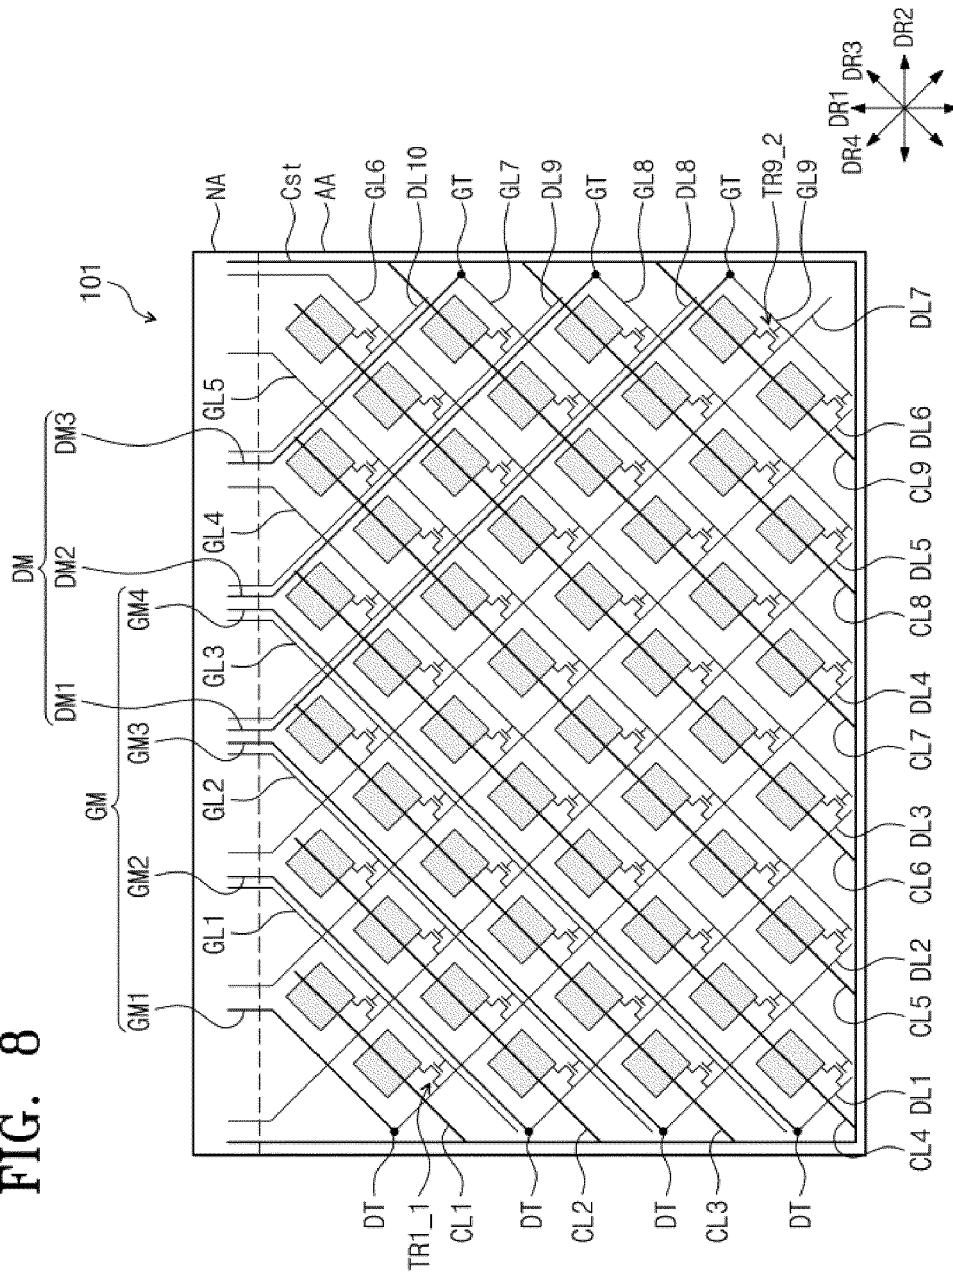 FIG. 8
101
DM
DM1
DM2
DM3
GM
GM1
GM2
GM3
GM4
GL1
GL2
GL3
GL4
GL5
NA
Cst
AA
GL6
DL10
GT
GL7
DL9
GT
GL8
DL8
GT
TR9_2
GL9
DL7
DT
TR1_1
CL1
DT
CL2
DT
CL3
DT
CL4
DL1
CL5
DL2
CL6
DL3
CL7
DL4
CL8
DL5
CL9
DL6
DR4
DR1
DR3
DR2